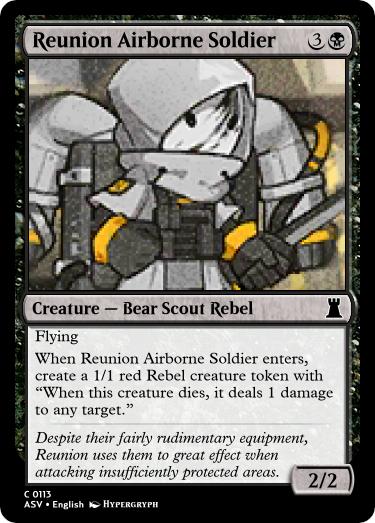 Reunion Airborne Soldier 3
Creature — Bear Scout Rebel
Flying
When Reunion Airborne Soldier enters,
create a 1/1 red Rebel creature token with
“When this creature dies, it deals 1 damage
to any target.”
Despite their fairly rudimentary equipment,
Reunion uses them to great effect when
attacking insufficiently protected areas.
2/2
C 0113
ASV • English HYPERGRYPH